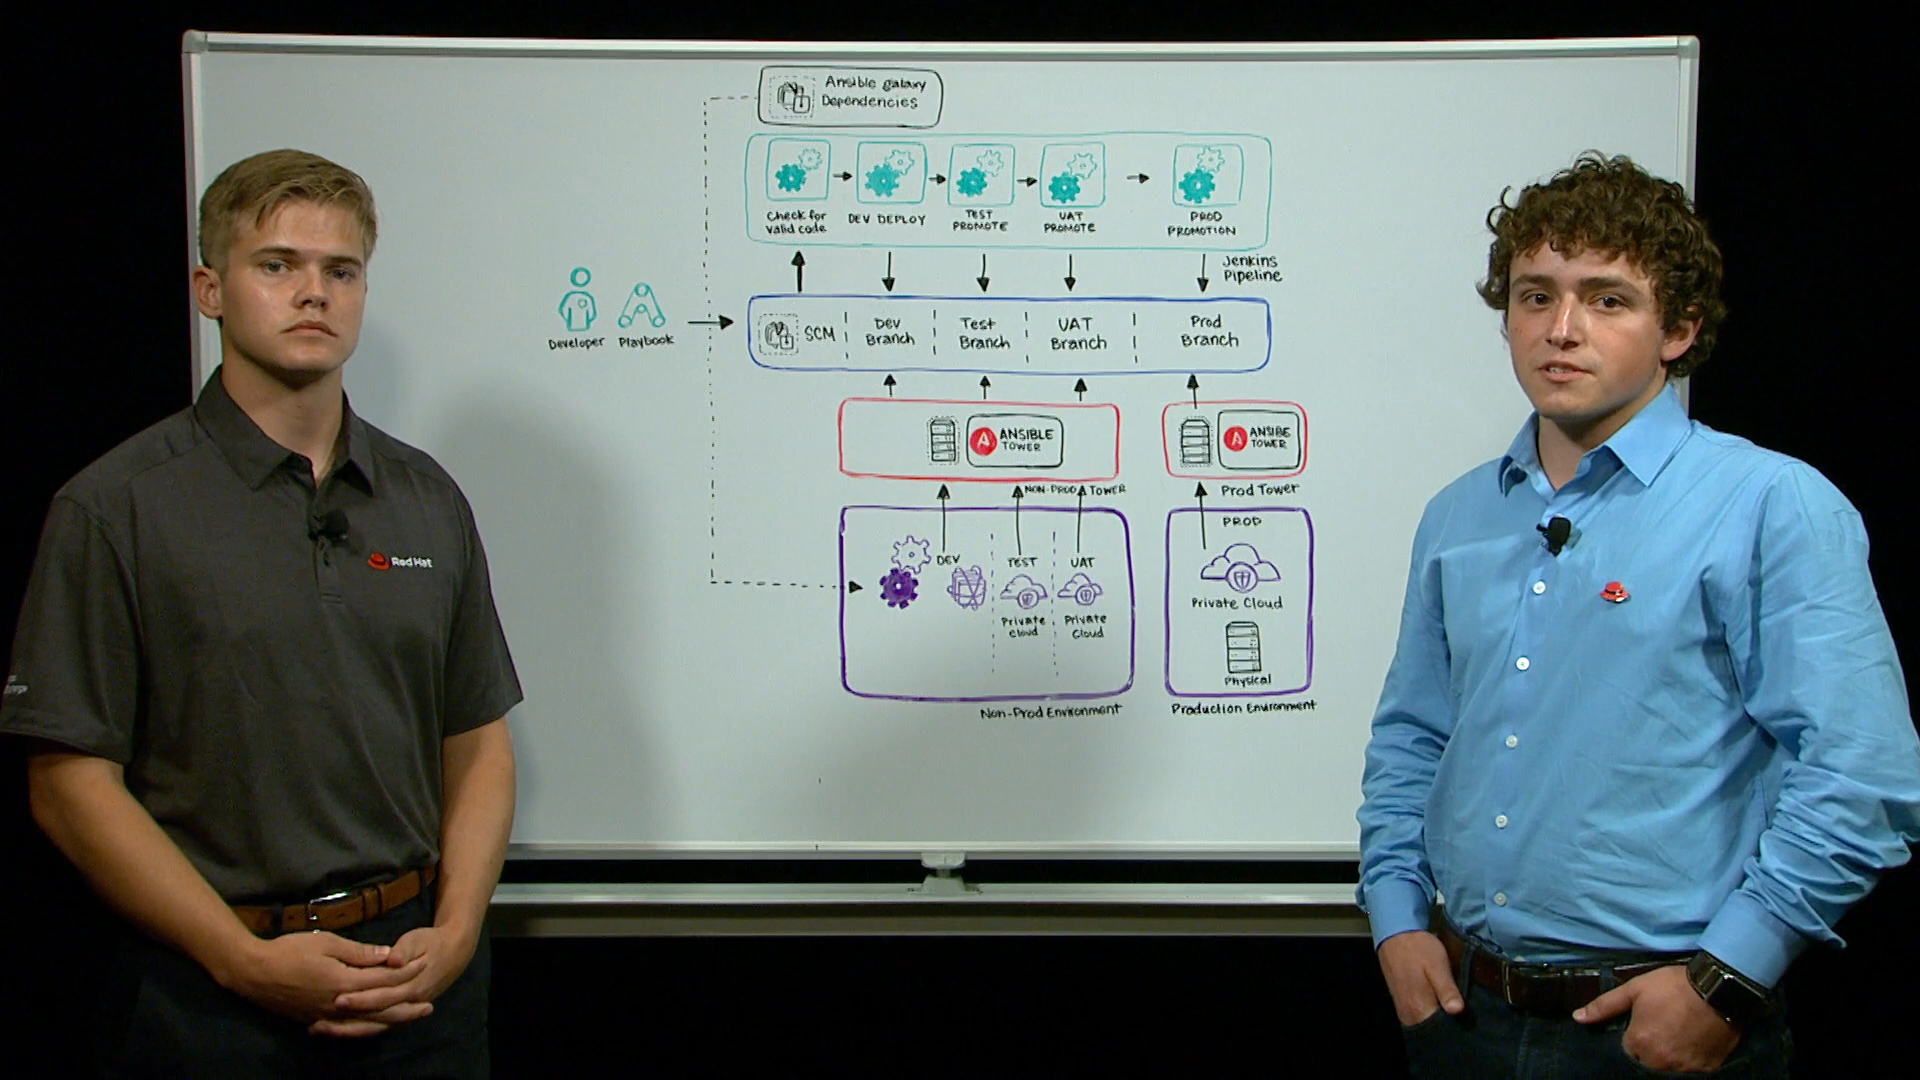 Ansible galaxy
Dependencies
Check for
valid code
DEV DEPLOY
TEST
PROMOTE
UAT
PROMOTE
PROD
PROMOTION
Jenkins
Pipeline
Developer
Playbook
SCM
Dev
Branch
Test
Branch
UAT
Branch
Prod
Branch
A ANSIBLE
TOWER
A ANSIBE
TOWER
NON-PROD TOWER
Prod Tower
DEV
TEST
UAT
Private
cloud
Private
Cloud
PROD
Private Cloud
Physical
Non-Prod Environment
Production Environment
Red Hat